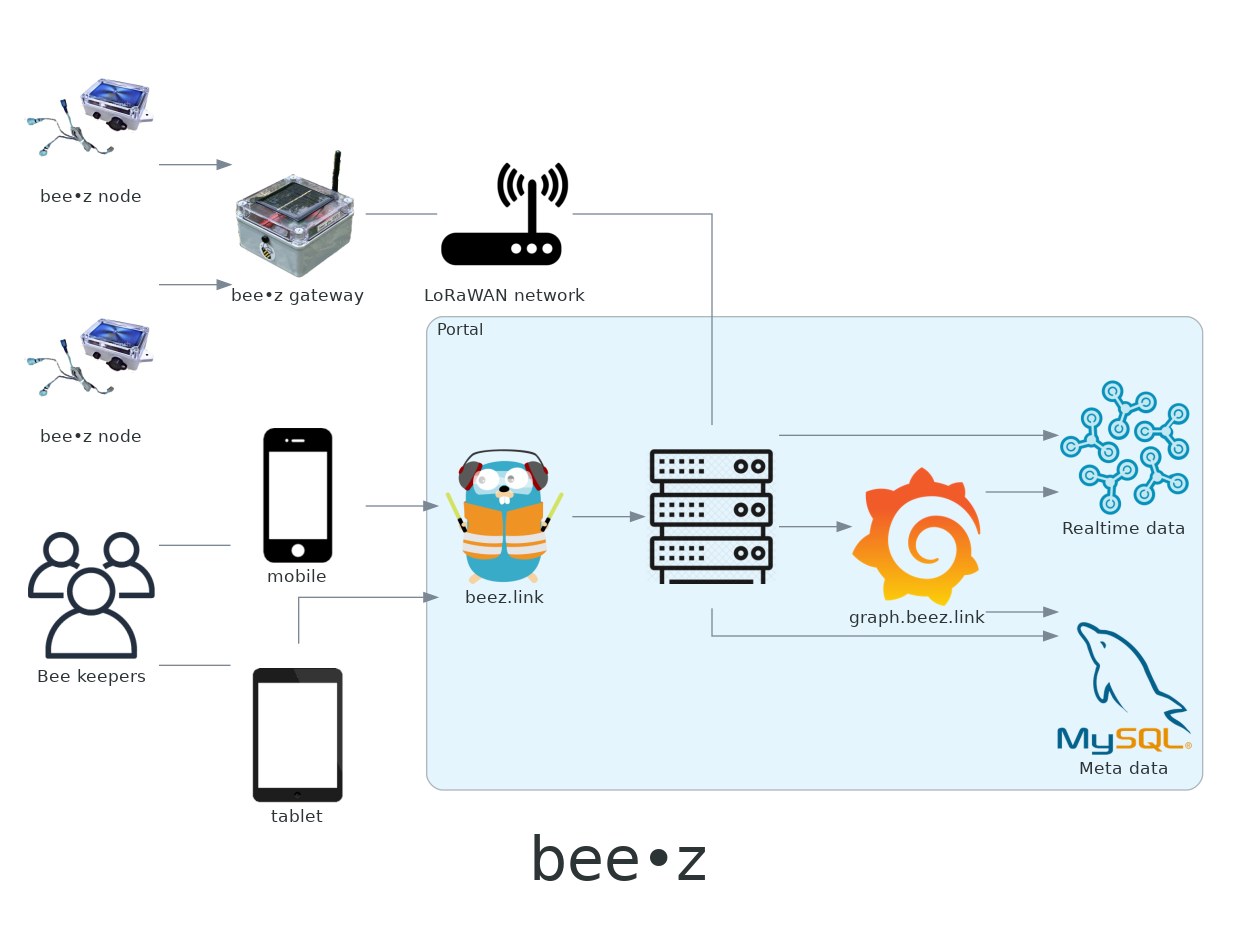 bee•z node
bee•z gateway
LoRaWAN network
Portal
bee•z node
mobile
beez.link
Realtime data
graph.beez.link
Bee keepers
MySQL®
Meta data
tablet
bee•z